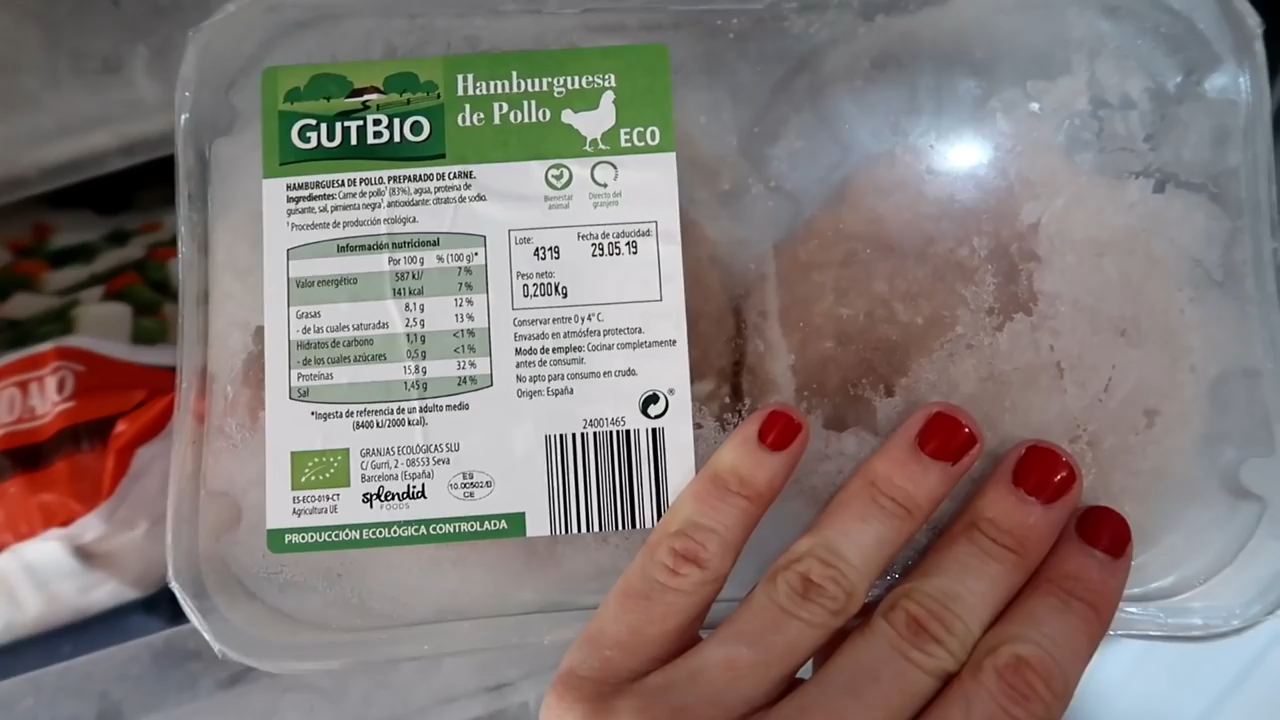 GUTBIO
Hamburguesa
de Pollo
ECO
HAMBURGUESA DE POLLO. PREPARADO DE CARNE.
Ingredientes: Carne de pollo¹ (83%), agua, proteína de
guisante, sal, pimienta negra¹, antioxidante: citratos de sodio.
¹ Procedente de producción ecológica.
Bienestar
animal
Directo del
granjero
Información nutricional
Por 100 g % (100 g)*
Valor energético 587 kJ/ 7 %
141 kcal 7 %
Grasas 8,1 g 12 %
- de las cuales saturadas 2,5 g 13 %
Hidratos de carbono 1,1 g <1 %
- de los cuales azúcares 0,5 g <1 %
Proteínas 15,8 g 32 %
Sal 1,45 g 24 %
*Ingesta de referencia de un adulto medio
(8400 kJ/2000 kcal).
Lote: 4319
Fecha de caducidad:
29.05.19
Peso neto:
0,200Kg
Conservar entre 0 y 4° C.
Envasado en atmósfera protectora.
Modo de empleo: Cocinar completamente
antes de consumir.
No apto para consumo en crudo.
Origen: España
24001465
GRANJAS ECOLÓGICAS SLU
C/ Gurri, 2 - 08553 Seva
Barcelona (España)
splendid
FOODS
ES
10.00502/B
CE
ES-ECO-019-CT
Agricultura UE
PRODUCCIÓN ECOLÓGICA CONTROLADA